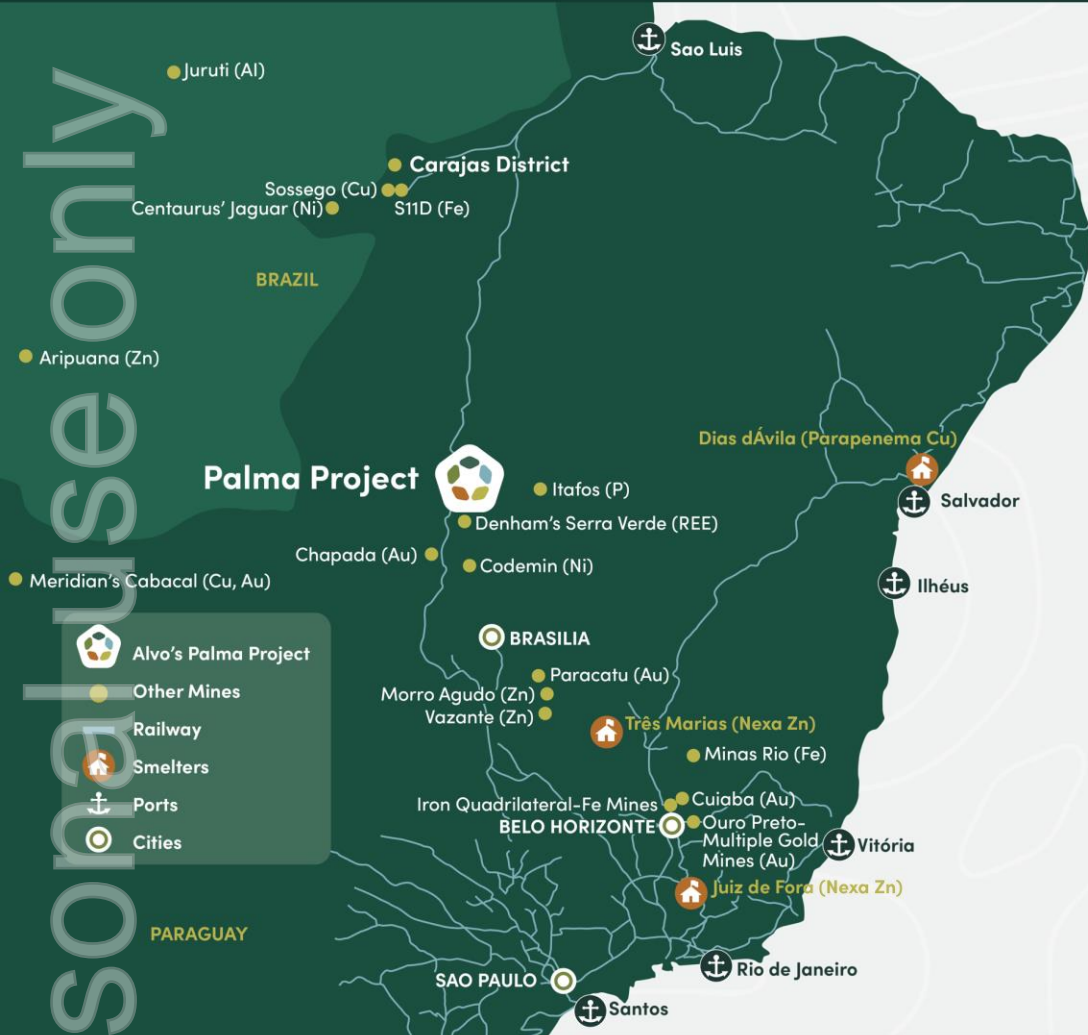 Sao Luis
Juruti (Al)
Carajas District
Sossego (Cu)
Centaurus' Jaguar (Ni)
S11D (Fe)
BRAZIL
Aripuana (Zn)
Dias dÁvila (Parapenema Cu)
Palma Project
Itafos (P)
Salvador
Denham's Serra Verde (REE)
Chapada (Au)
Codemin (Ni)
Meridian's Cabacal (Cu, Au)
Ilhéus
BRASILIA
Alvo's Palma Project
Other Mines
Railway
Smelters
Ports
Cities
Paracatu (Au)
Morro Agudo (Zn)
Vazante (Zn)
Três Marias (Nexa Zn)
Minas Rio (Fe)
Iron Quadrilateral-Fe Mines
Cuiaba (Au)
BELO HORIZONTE
Ouro Preto-
Multiple Gold
Mines (Au)
Vitória
Juiz de Fora (Nexa Zn)
PARAGUAY
Rio de Janeiro
SAO PAULO
Santos
sonal use only